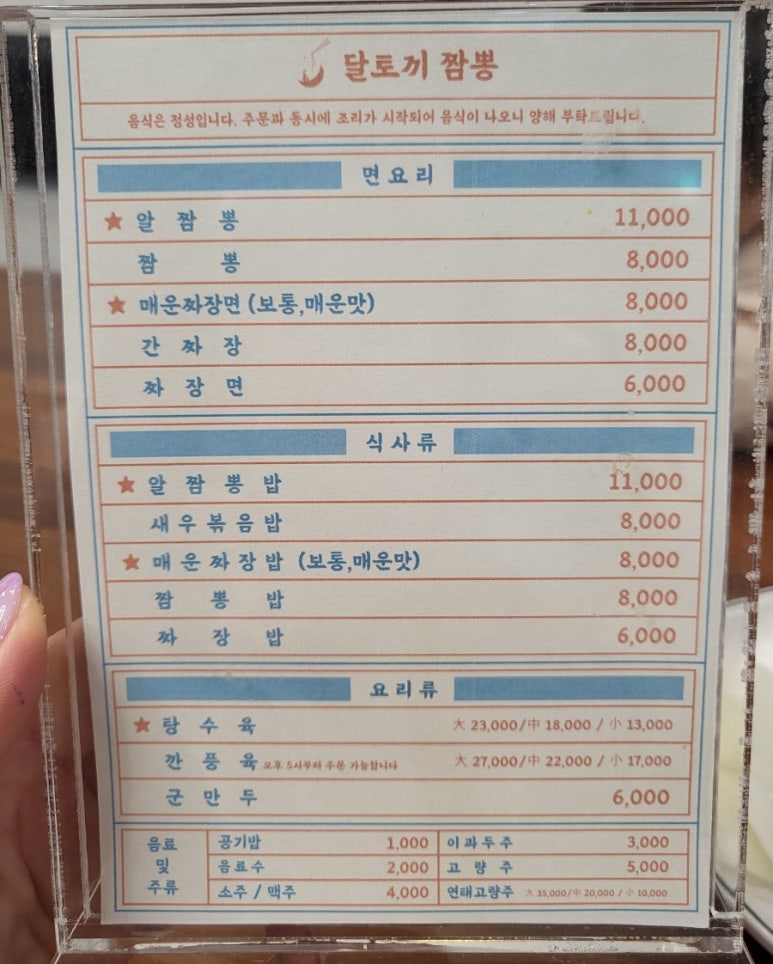 달토끼 짬뽕
음식은 정성입니다. 주문과 동시에 조리가 시작되어 음식이 나오니 양해 부탁드립니다.
면요리
★ 알짬뽕 11,000
짬뽕 8,000
★ 매운짜장면 (보통,매운맛) 8,000
간짜장 8,000
짜장면 6,000
식사류
★ 알짬뽕밥 11,000
새우볶음밥 8,000
★ 매운짜장밥 (보통,매운맛) 8,000
짬뽕밥 8,000
짜장밥 6,000
요리류
★ 탕수육 大 23,000/中 18,000 / 小 13,000
깐풍육 오후 5시부터 주문 가능합니다 大 27,000/中 22,000 / 小 17,000
군만두 6,000
음료 및 주류
공기밥 1,000 이과두주 3,000
음료수 2,000 고량주 5,000
소주 / 맥주 4,000 연태고량주 大 35,000/中 20,000 / 小 10,000